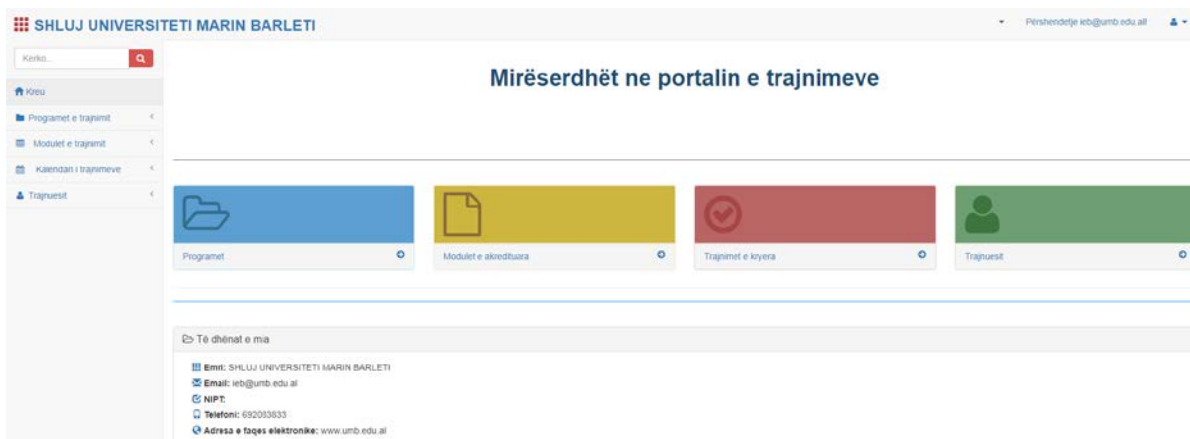 SHLUJ UNIVERSITETI MARIN BARLETI
Përshendetje ieb@umb.edu.al!
Kerko...
Kreu
Programet e trajnimit
Modulet e trajnimit
Kalendari i trajnimeve
Trajnuesit
Mirëserdhët ne portalin e trajnimeve
Programet
Modulet e akredituara
Trajnimet e kryera
Trajnuesit
Të dhënat e mia
Emri: SHLUJ UNIVERSITETI MARIN BARLETI
Email: ieb@umb.edu.al
NIPT:
Telefoni: 692083833
Adresa e faqes elektronike: www.umb.edu.al